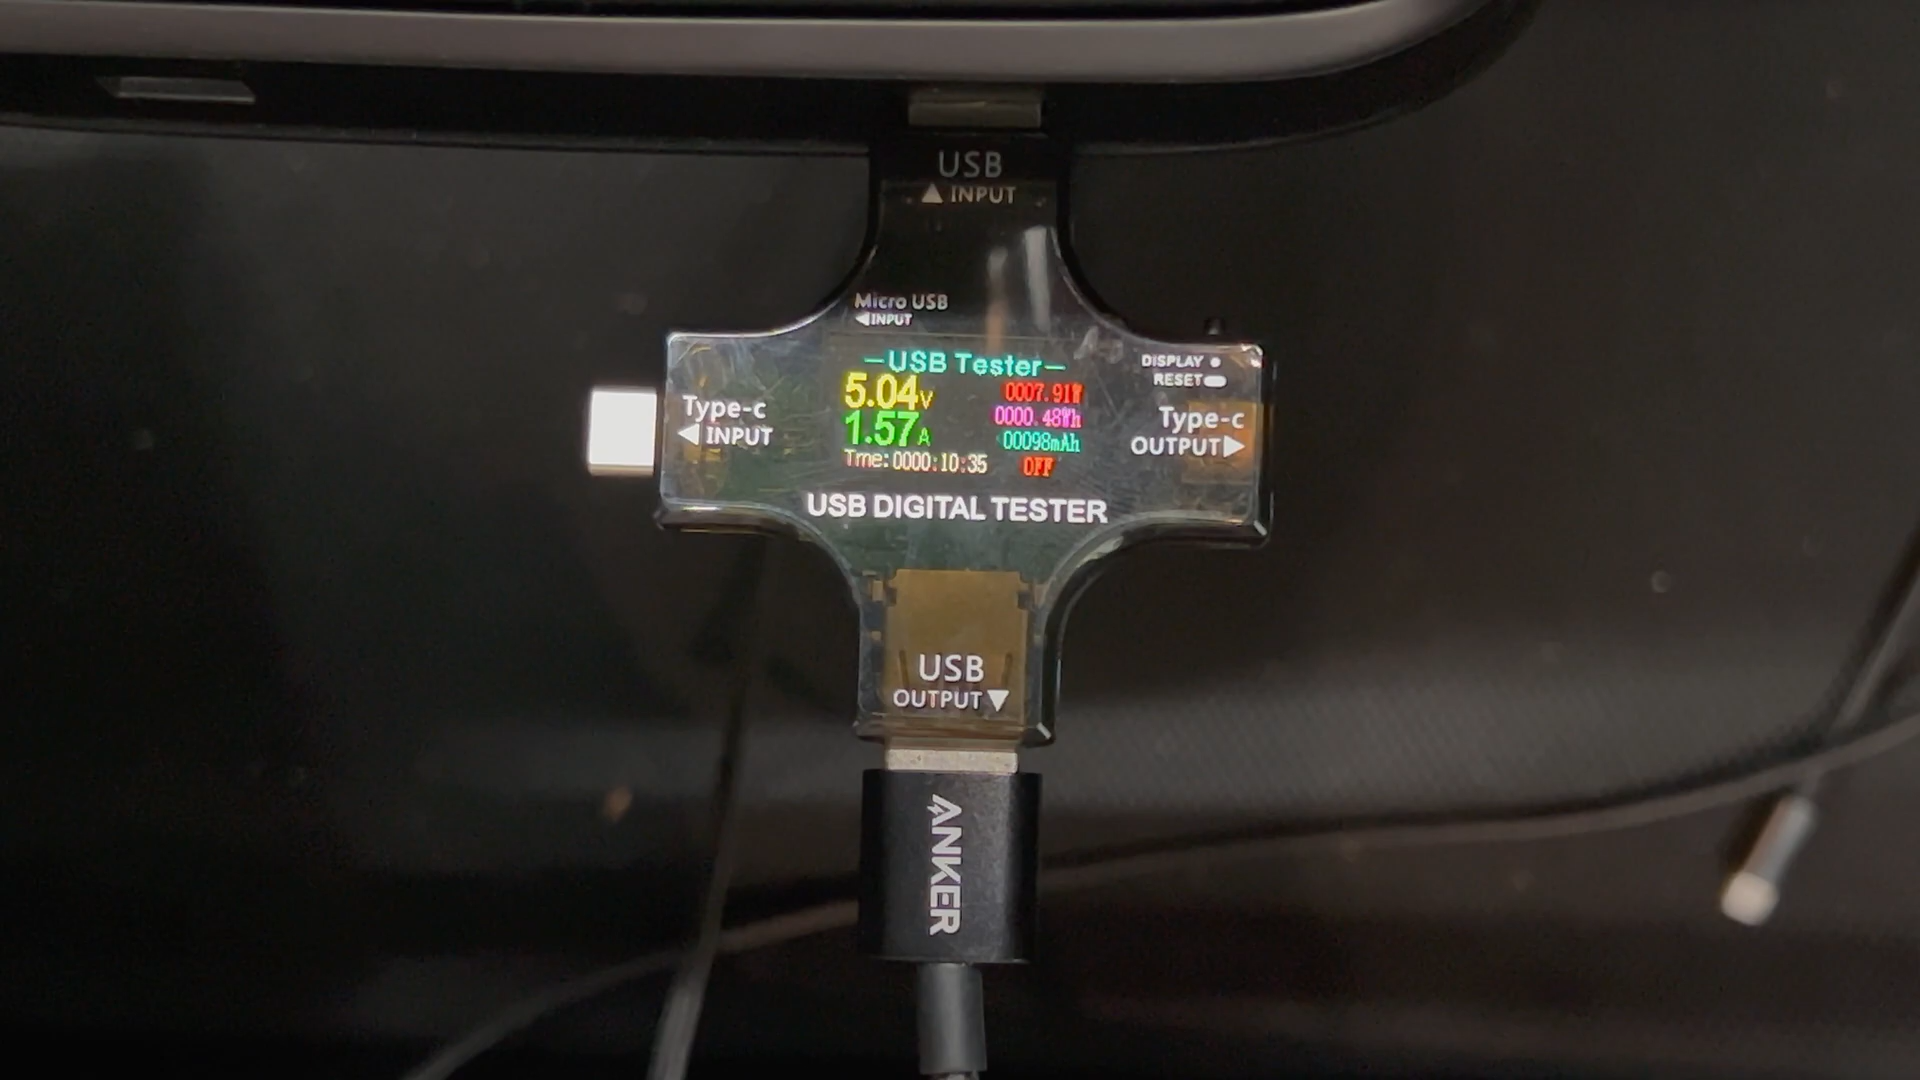 USB
▲ INPUT
Micro USB
◀INPUT
—USB Tester—
DISPLAY
RESET
5.04V
0007.91W
0000.48Wh
1.57A
00098mAh
Tme:0000:10:35
OFF
Type-c
◀ INPUT
Type-c
OUTPUT▶
USB DIGITAL TESTER
USB
OUTPUT▼
ANKER